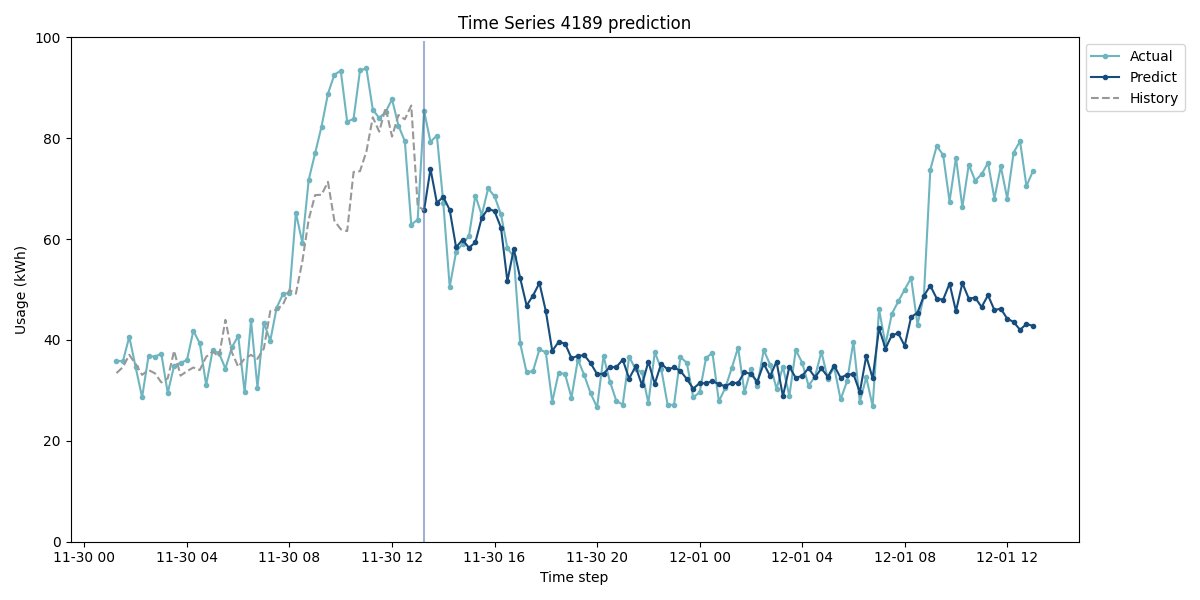 Time Series 4189 prediction
100
80
60
40
20
0
Usage (kWh)
11-30 00
11-30 04
11-30 08
11-30 12
11-30 16
11-30 20
12-01 00
12-01 04
12-01 08
12-01 12
Time step
Actual
Predict
History